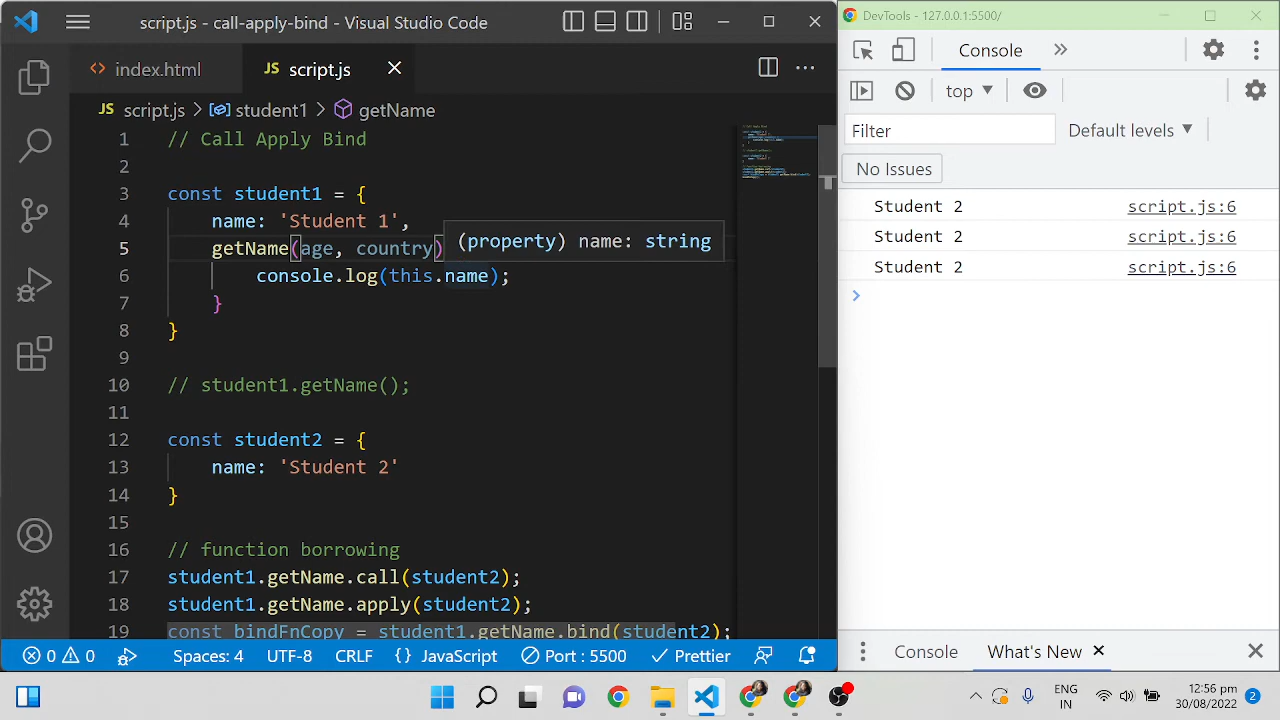 script.js - call-apply-bind - Visual Studio Code
index.html
JS script.js
JS script.js > student1 > getName
1 // Call Apply Bind
2
3 const student1 = {
4 name: 'Student 1',
5 getName(age, country)
(property) name: string
6 console.log(this.name);
7 }
8 }
9
10 // student1.getName();
11
12 const student2 = {
13 name: 'Student 2'
14 }
15
16 // function borrowing
17 student1.getName.call(student2);
18 student1.getName.apply(student2);
19 const bindFnCopy = student1.getName.bind(student2);
0 0 Spaces: 4 UTF-8 CRLF {} JavaScript Port : 5500 Prettier
DevTools - 127.0.0.1:5500/
Console
top
Filter Default levels
No Issues
Student 2 script.js:6
Student 2 script.js:6
Student 2 script.js:6
Console What's New
ENG
IN
12:56 pm
3/08/2022
2